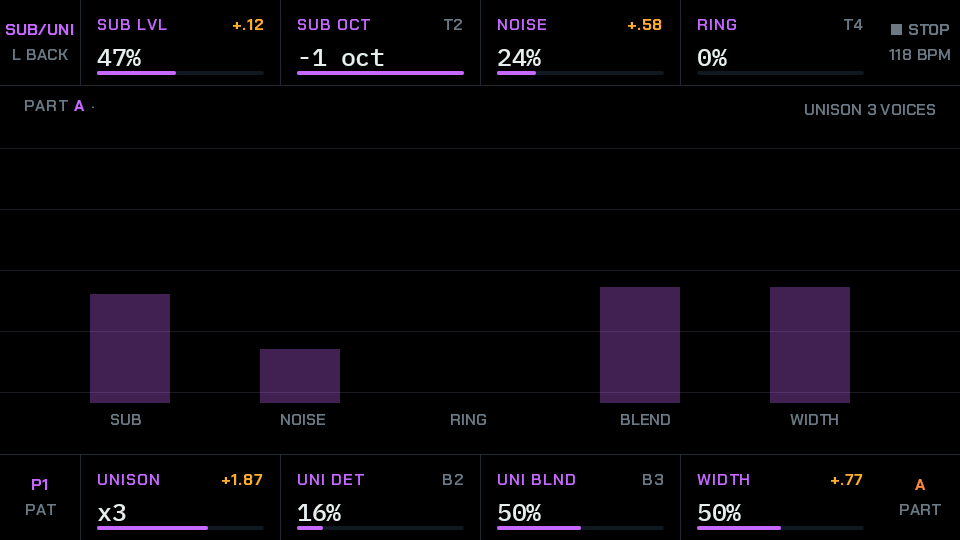 SUB/UNI
L BACK
SUB LVL +.12
47%
SUB OCT T2
-1 oct
NOISE +.58
24%
RING T4
0%
■ STOP
118 BPM
PART A ·
UNISON 3 VOICES
SUB NOISE RING BLEND WIDTH
P1
PAT
UNISON +1.87
x3
UNI DET B2
16%
UNI BLND B3
50%
WIDTH +.77
50%
A
PART